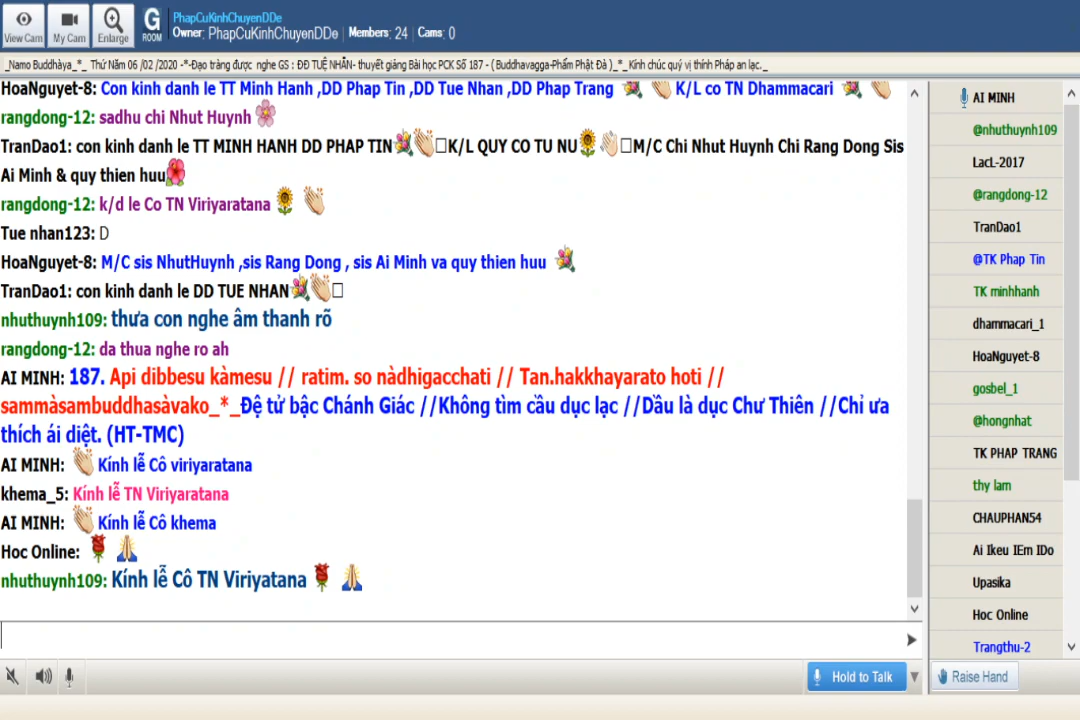 View Cam
My Cam
Enlarge
G ROOM
PhapCuKinhChuyenDDe
Owner: PhapCuKinhChuyenDDe Members: 24 Cams: 0
_Namo Buddhàya_*_ Thứ Năm 06 /02 /2020 -*-Đạo tràng được nghe GS : ĐĐ TUỆ NHÂN- thuyết giảng Bài học PCK Số 187 - ( Buddhavagga-Phẩm Phật Đà )_*_Kính chúc quý vị thính Pháp an lạc._
HoaNguyet-8: Con kinh danh le TT Minh Hanh ,DD Phap Tin ,DD Tue Nhan ,DD Phap Trang 💐 👏 K/L co TN Dhammacari 💐 👏
rangdong-12: sadhu chi Nhut Huynh 🌸
TranDao1: con kinh danh le TT MINH HANH DD PHAP TIN💐👏□K/L QUY CO TU NU🌻👏□M/C Chi Nhut Huynh Chi Rang Dong Sis
Ai Minh & quy thien huu🌺
rangdong-12: k/d le Co TN Viriyaratana 🌻 👏
Tue nhan123: D
HoaNguyet-8: M/C sis NhutHuynh ,sis Rang Dong , sis Ai Minh va quy thien huu 💐
TranDao1: con kinh danh le DD TUE NHAN💐👏□
nhuthuynh109: thưa con nghe âm thanh rõ
rangdong-12: da thua nghe ro ah
AI MINH: 187. Api dibbesu kàmesu // ratim. so nàdhigacchati // Tan.hakkhayarato hoti //
sammàsambuddhasàvako_*_Đệ tử bậc Chánh Giác //Không tìm cầu dục lạc //Dầu là dục Chư Thiên //Chỉ ưa
thích ái diệt. (HT-TMC)
AI MINH: 👏 Kính lễ Cô viriyaratana
khema_5: Kính lễ TN Viriyaratana
AI MINH: 👏 Kính lễ Cô khema
Hoc Online: 🌹 🙏
nhuthuynh109: Kính lễ Cô TN Viriyatana 🌹 🙏
AI MINH
@nhuthuynh109
LacL-2017
@rangdong-12
TranDao1
@TK Phap Tin
TK minhhanh
dhammacari_1
HoaNguyet-8
gosbel_1
@hongnhat
TK PHAP TRANG
thy lam
CHAUPHAN54
Ai Ikeu IEm IDo
Upasika
Hoc Online
Trangthu-2
Hold to Talk
Raise Hand